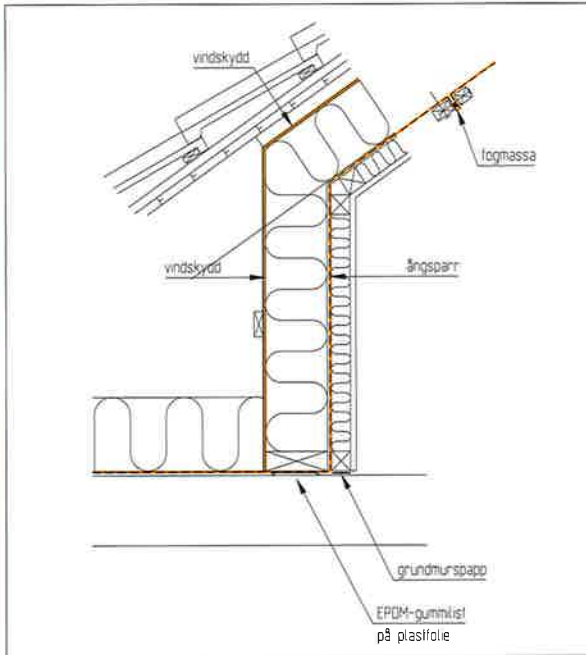 vindskydd
fogmassa
vindskydd
ångsparr
grundmurspapp
EPDM-gummilist
på plastfolie